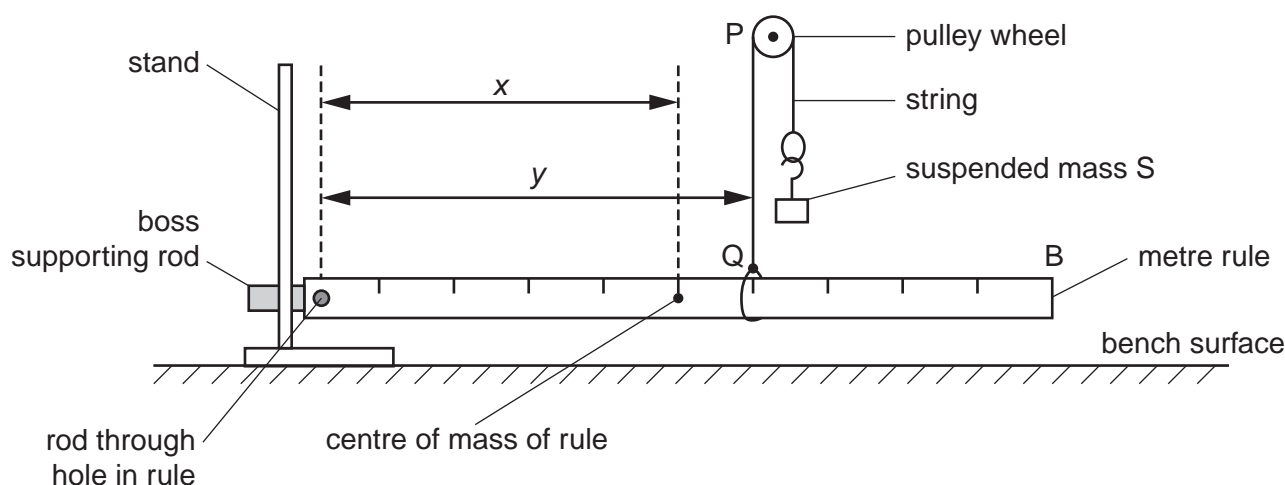 P
pulley wheel
stand
x
string
y
suspended mass S
boss
supporting rod
Q
B
metre rule
bench surface
rod through
hole in rule
centre of mass of rule